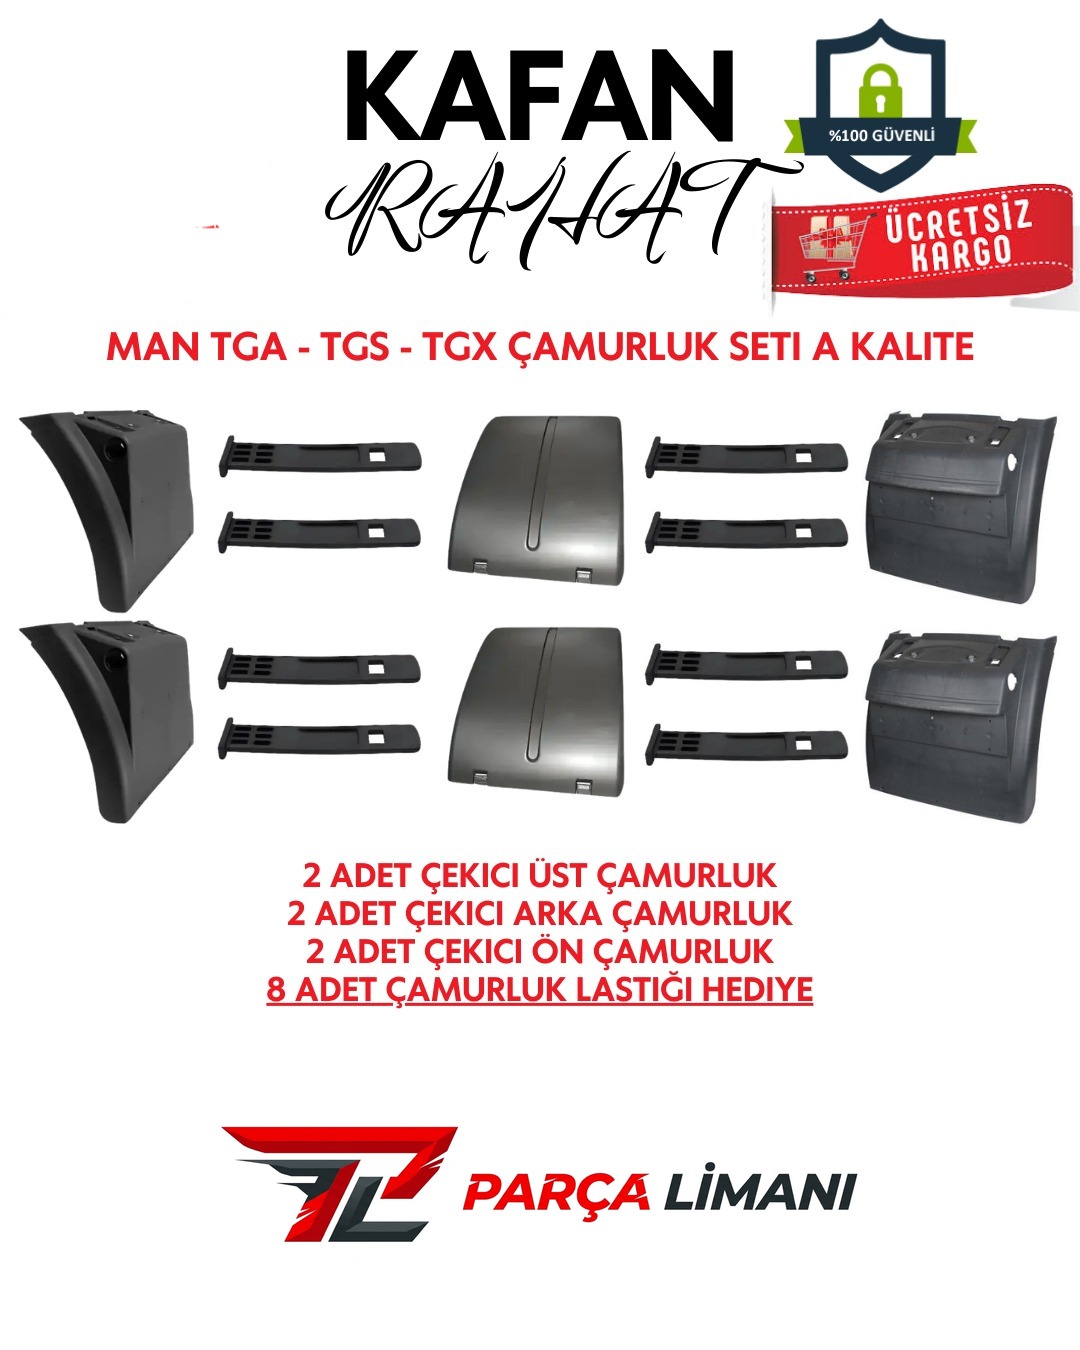 KAFAN
RAHAT
%100 GÜVENLİ
ÜCRETSİZ
KARGO
MAN TGA - TGS - TGX ÇAMURLUK SETI A KALITE
2 ADET ÇEKICI ÜST ÇAMURLUK
2 ADET ÇEKICI ARKA ÇAMURLUK
2 ADET ÇEKICI ÖN ÇAMURLUK
8 ADET ÇAMURLUK LASTIĞI HEDIYE
PARÇA LİMANI